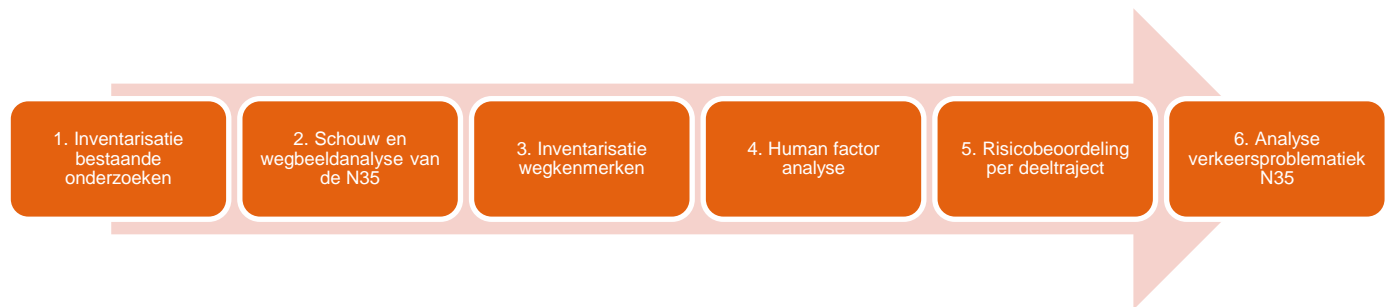 1. Inventarisatie
bestaande
onderzoeken
2. Schouw en
wegbeeldanalyse van
de N35
3. Inventarisatie
wegkenmerken
4. Human factor
analyse
5. Risicobeoordeling
per deeltraject
6. Analyse
verkeersproblematiek
N35